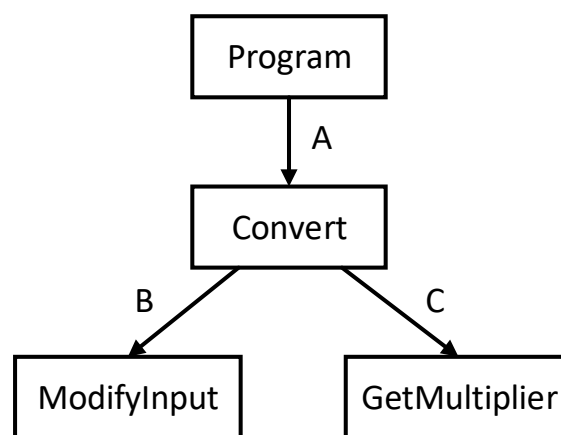 Program
A
Convert
B
C
ModifyInput
GetMultiplier